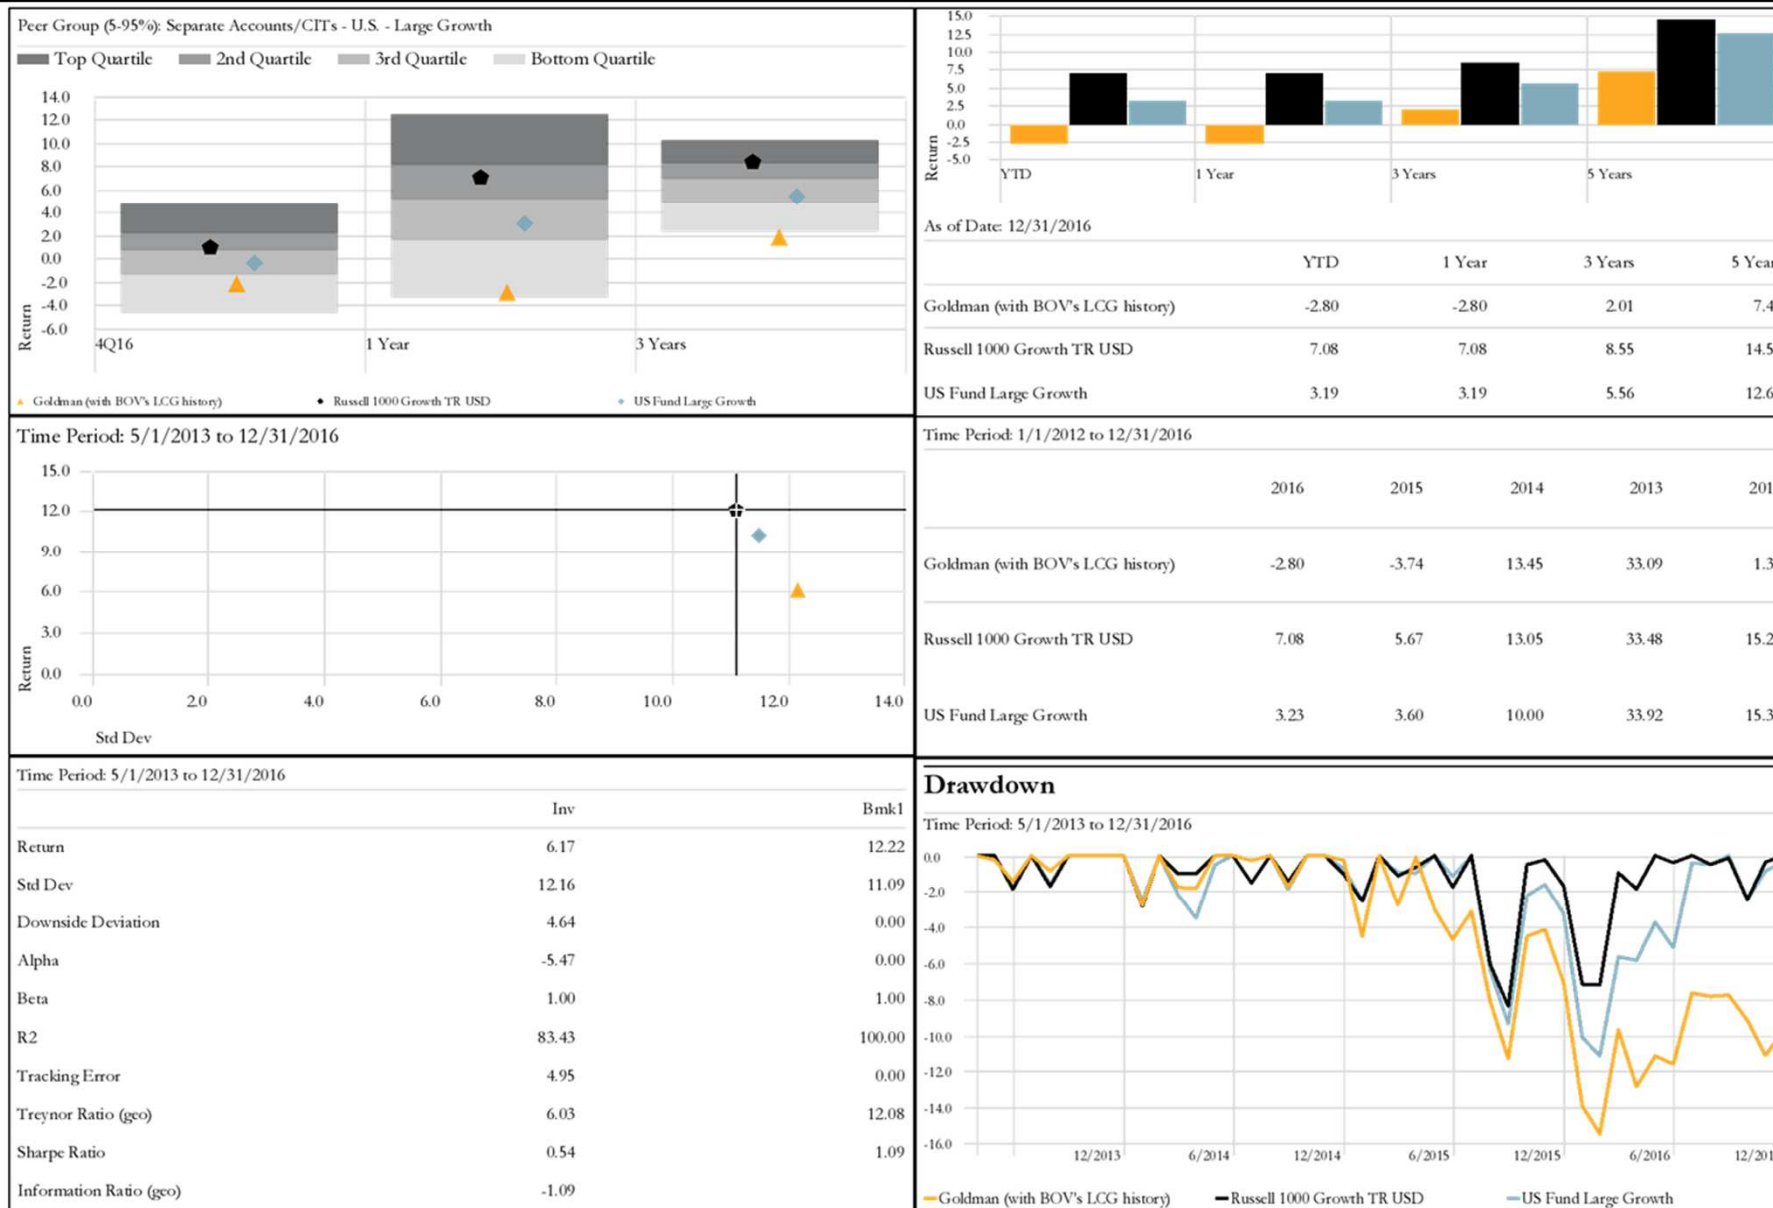 Peer Group (5-95%): Separate Accounts/CITs - U.S. - Large Growth
Top Quartile 2nd Quartile 3rd Quartile Bottom Quartile
14.0
12.0
10.0
8.0
6.0
4.0
2.0
0.0
-2.0
-4.0
-6.0
Return
4Q16 1 Year 3 Years
Goldman (with BOV's LCG history) Russell 1000 Growth TR USD US Fund Large Growth
15.0
12.5
10.0
7.5
5.0
2.5
0.0
-2.5
-5.0
Return
YTD 1 Year 3 Years 5 Years
As of Date: 12/31/2016
YTD 1 Year 3 Years 5 Year
Goldman (with BOV's LCG history) -2.80 -2.80 2.01 7.4
Russell 1000 Growth TR USD 7.08 7.08 8.55 14.5
US Fund Large Growth 3.19 3.19 5.56 12.6
Time Period: 5/1/2013 to 12/31/2016
15.0
12.0
9.0
6.0
3.0
0.0
Return
0.0 2.0 4.0 6.0 8.0 10.0 12.0 14.0
Std Dev
Time Period: 1/1/2012 to 12/31/2016
2016 2015 2014 2013 201
Goldman (with BOV's LCG history) -2.80 -3.74 13.45 33.09 1.3
Russell 1000 Growth TR USD 7.08 5.67 13.05 33.48 15.2
US Fund Large Growth 3.23 3.60 10.00 33.92 15.3
Time Period: 5/1/2013 to 12/31/2016
Inv Bmk1
Return 6.17 12.22
Std Dev 12.16 11.09
Downside Deviation 4.64 0.00
Alpha -5.47 0.00
Beta 1.00 1.00
R2 83.43 100.00
Tracking Error 4.95 0.00
Treynor Ratio (geo) 6.03 12.08
Sharpe Ratio 0.54 1.09
Information Ratio (geo) -1.09
Drawdown
Time Period: 5/1/2013 to 12/31/2016
0.0
-2.0
-4.0
-6.0
-8.0
-10.0
-12.0
-14.0
-16.0
12/2013 6/2014 12/2014 6/2015 12/2015 6/2016 12/201
Goldman (with BOV's LCG history) Russell 1000 Growth TR USD US Fund Large Growth